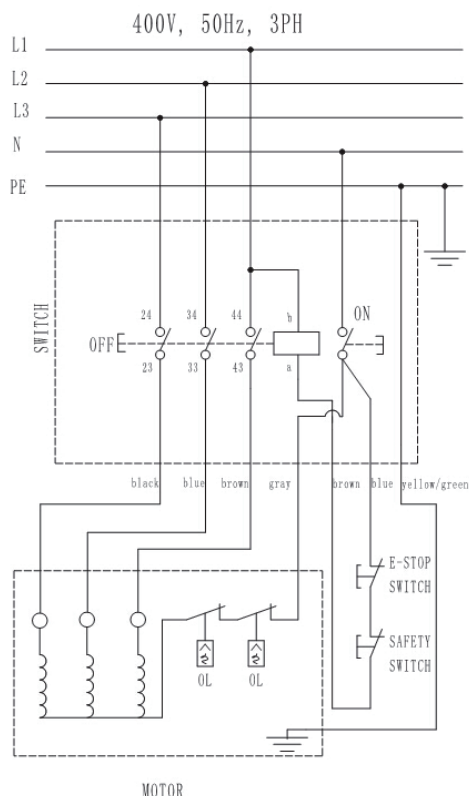 400V, 50Hz, 3PH
L1
L2
L3
N
PE
SWITCH
24 34 44 b ON
OFF
23 33 43 a
black blue brown gray brown blue yellow/green
E-STOP
SWITCH
SAFETY
SWITCH
OL OL
MOTOR